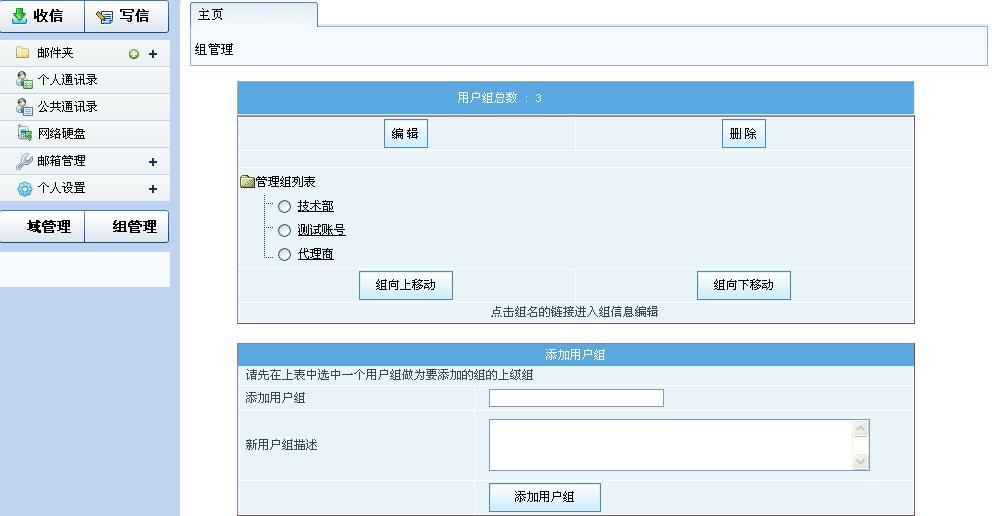 收信 写信
邮件夹
个人通讯录
公共通讯录
网络硬盘
邮箱管理
个人设置
域管理 组管理
主页
组管理
用户组总数 : 3
编辑 删除
管理组列表
技术部
测试账号
代理商
组向上移动 组向下移动
点击组名的链接进入组信息编辑
添加用户组
请先在上表中选中一个用户组做为要添加的组的上级组
添加用户组
新用户组描述
添加用户组